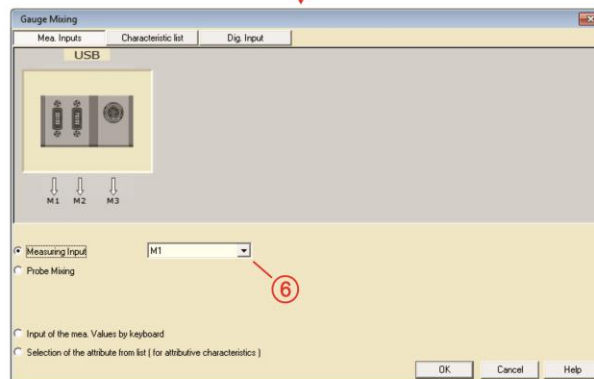 Gauge Mixing
Mea. Inputs Characteristic list Dig. Input
USB
M1 M2 M3
Measuring Input M1
Probe Mixing
6
Input of the mea. Values by keyboard
Selection of the attribute from list ( for attributive characteristics )
OK Cancel Help